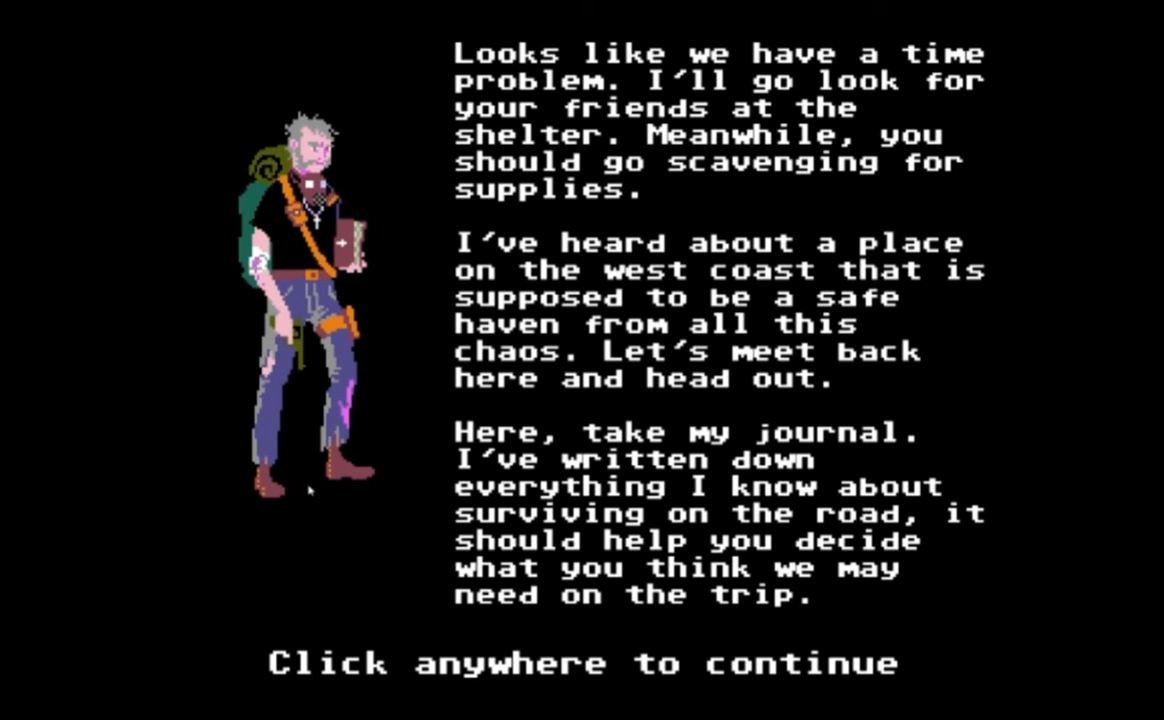 Looks like we have a time
problem. I'll go look for
your friends at the
shelter. Meanwhile, you
should go scavenging for
supplies.
I've heard about a place
on the west coast that is
supposed to be a safe
haven from all this
chaos. Let's meet back
here and head out.
Here, take my journal.
I've written down
everything I know about
surviving on the road, it
should help you decide
what you think we may
need on the trip.
Click anywhere to continue